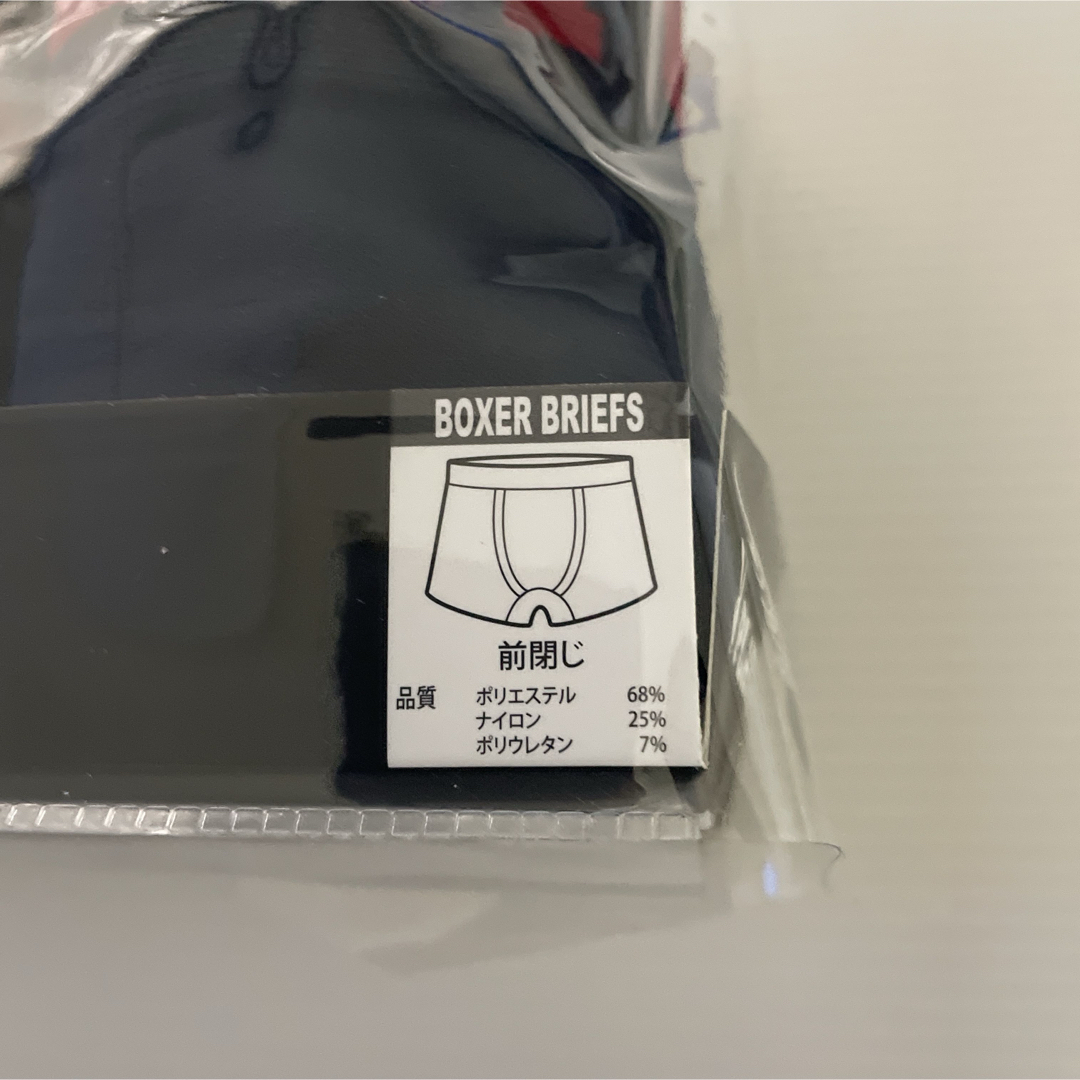 BOXER BRIEFS
前閉じ
品質 ポリエステル 68%
ナイロン 25%
ポリウレタン 7%